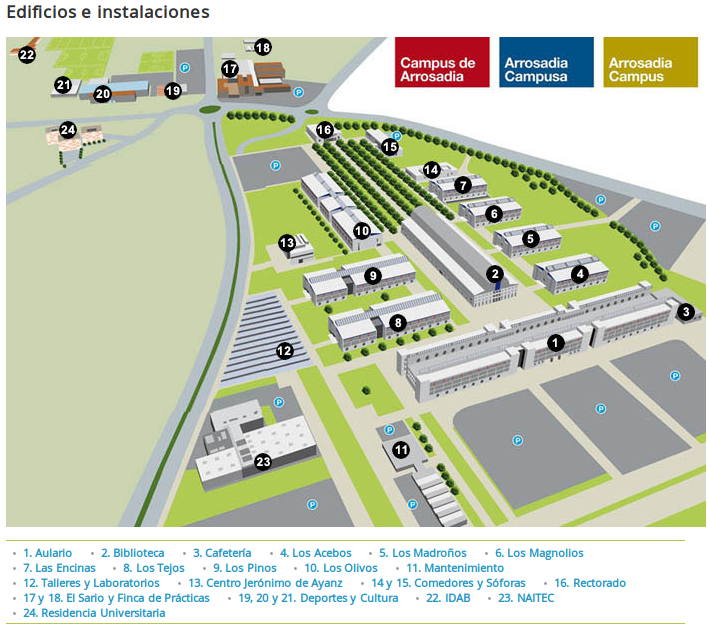 Edificios e instalaciones
Campus de
Arrosadia
Arrosadia
Campusa
Arrosadia
Campus
18
22
17
P
21
20
19
P
24
16
P
15
P
14
7
P
6
P
13
10
5
9
2
4
8
3
12
1
P
P
P
P
11
P
23
P
P
• 1. Aulario • 2. Biblioteca • 3. Cafetería • 4. Los Acebos • 5. Los Madroños • 6. Los Magnolios
• 7. Las Encinas • 8. Los Tejos • 9. Los Pinos • 10. Los Olivos • 11. Mantenimiento
• 12. Talleres y Laboratorios • 13. Centro Jerónimo de Ayanz • 14 y 15. Comedores y Sóforas • 16. Rectorado
• 17 y 18. El Sario y Finca de Prácticas • 19, 20 y 21. Deportes y Cultura • 22. IDAB • 23. NAITEC
• 24. Residencia Universitaria